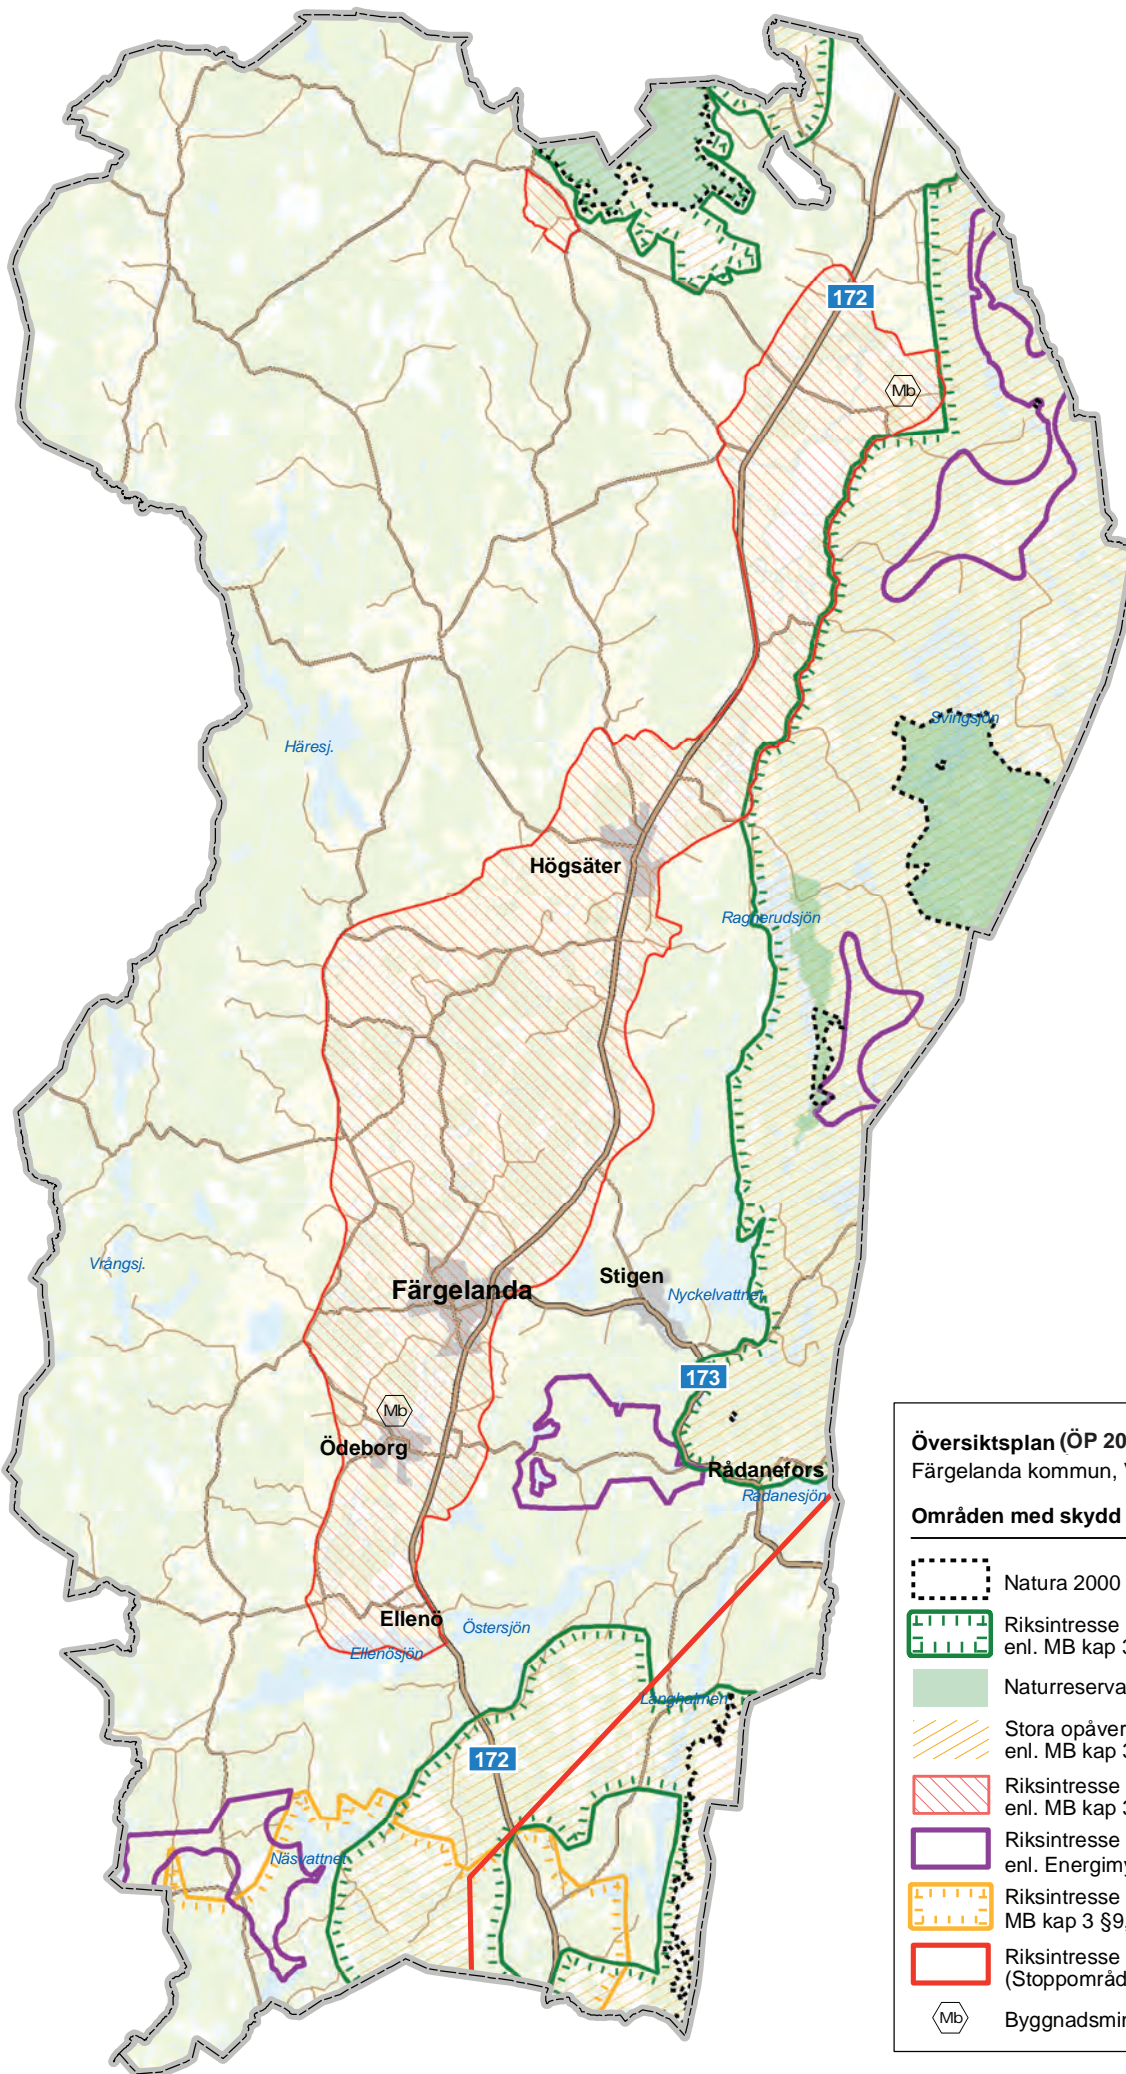 172
Mb
Svingsjön
Häresj.
Högsäter
Ragnerudsjön
Vrångsj.
Färgelanda
Stigen
Nyckelvattnet
173
Mb
Ödeborg
Rådanefors
Rådanesjön
Ellenö
Östersjön
Ellenösjön
Långhalmen
172
Näsvattnet
Översiktsplan (ÖP 20
Färgelanda kommun, V
Områden med skydd
Natura 2000
Riksintresse
enl. MB kap 3
Naturreserva
Stora opåver
enl. MB kap 3
Riksintresse
enl. MB kap 3
Riksintresse
enl. Energimy
Riksintresse
MB kap 3 §9,
Riksintresse
(Stoppområd
Mb
Byggnadsmin